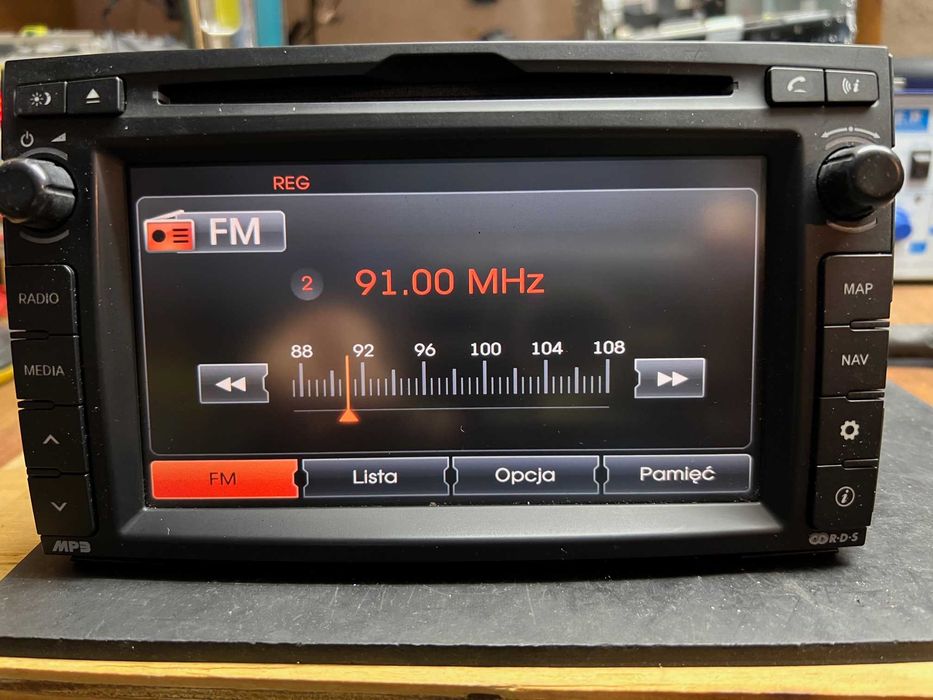 REG
FM
2 91.00 MHz
88 92 96 100 104 108
FM Lista Opcja Pamięć
RADIO
MEDIA
MP3
MAP
NAV
R·D·S